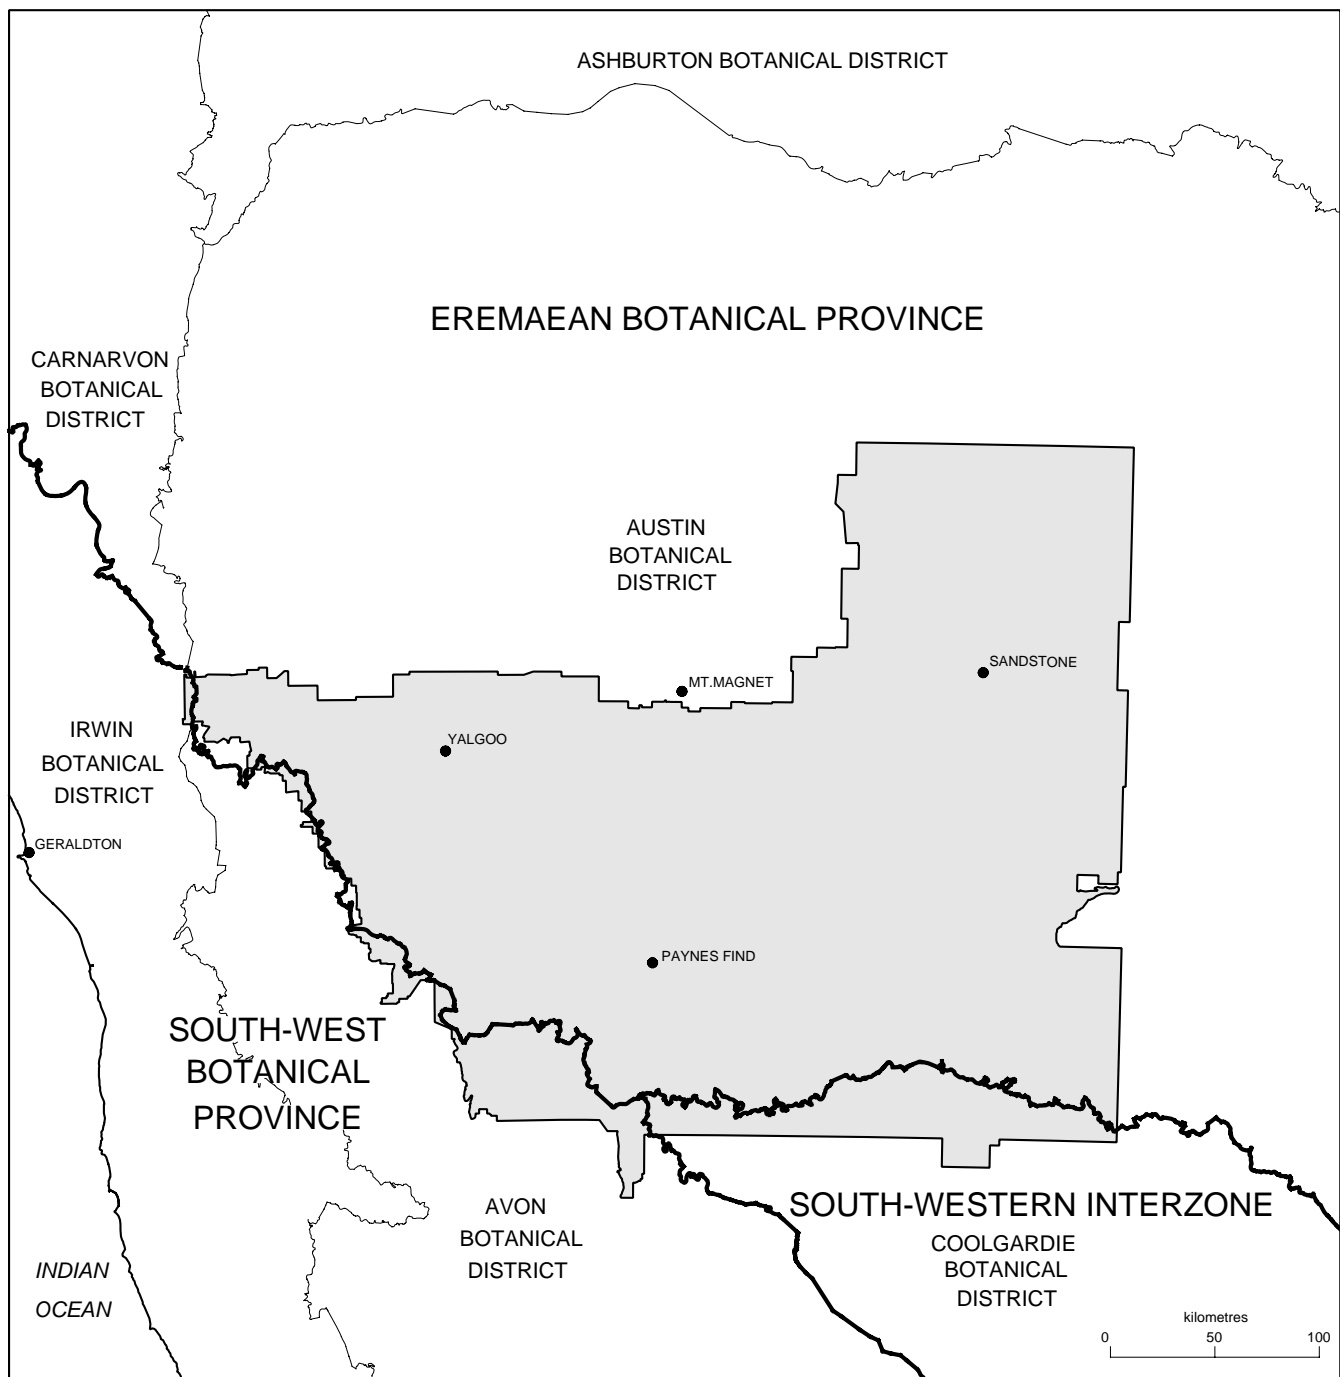 ASHBURTON BOTANICAL DISTRICT
EREMAEAN BOTANICAL PROVINCE
CARNARVON
BOTANICAL
DISTRICT
AUSTIN
BOTANICAL
DISTRICT
SANDSTONE
MT.MAGNET
IRWIN
BOTANICAL
DISTRICT
YALGOO
GERALDTON
PAYNES FIND
SOUTH-WEST
BOTANICAL
PROVINCE
AVON
BOTANICAL
DISTRICT
SOUTH-WESTERN INTERZONE
COOLGARDIE
BOTANICAL
DISTRICT
INDIAN
OCEAN
kilometres
0 50 100